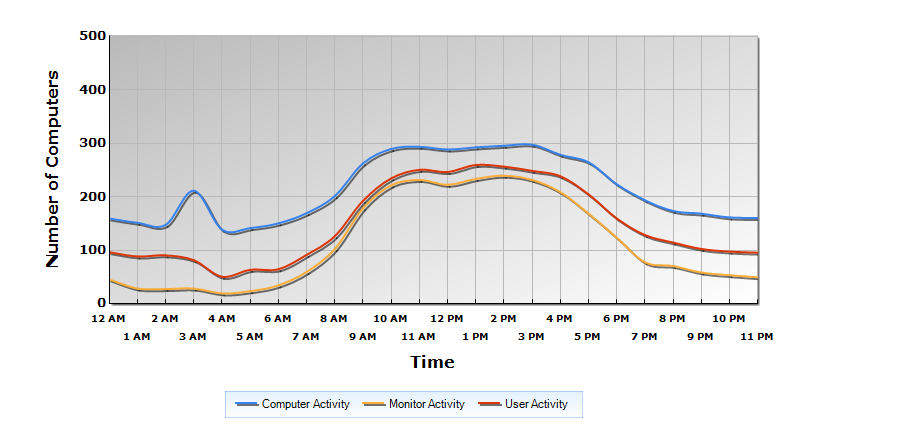 500
400
300
200
100
0
Number of Computers
12 AM 2 AM 4 AM 6 AM 8 AM 10 AM 12 PM 2 PM 4 PM 6 PM 8 PM 10 PM
1 AM 3 AM 5 AM 7 AM 9 AM 11 AM 1 PM 3 PM 5 PM 7 PM 9 PM 11 PM
Time
Computer Activity Monitor Activity User Activity